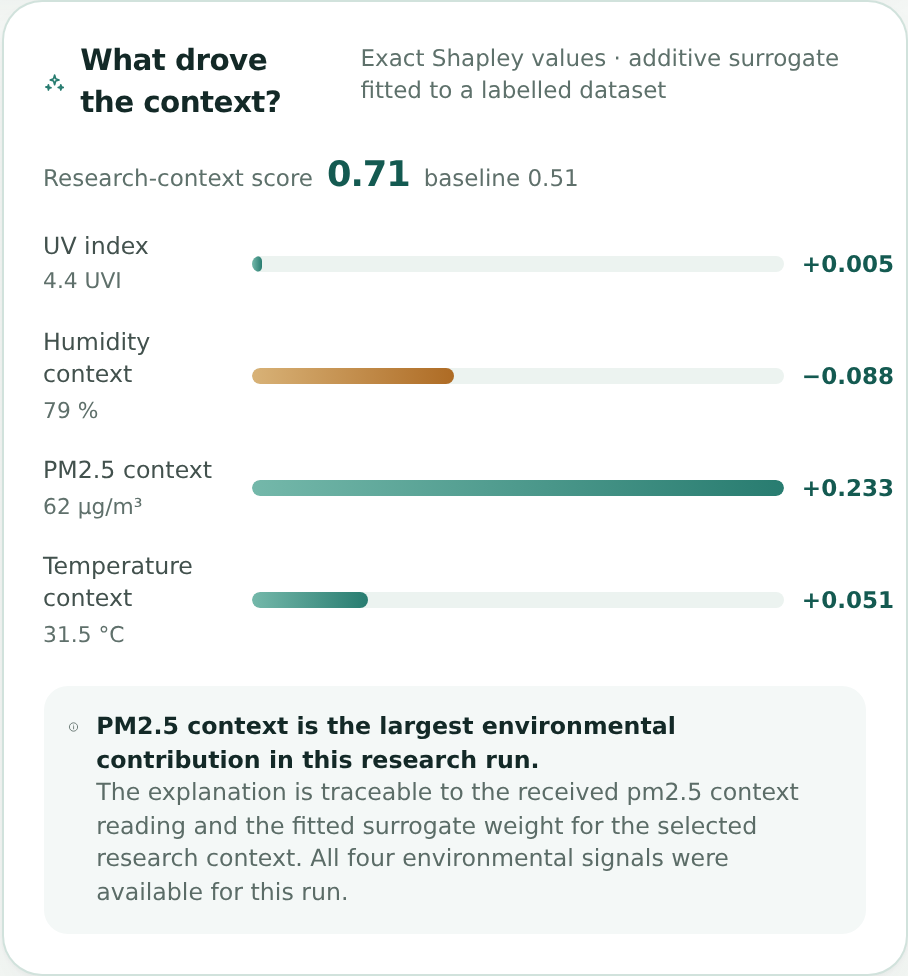 What drove
the context?
Exact Shapley values · additive surrogate
fitted to a labelled dataset
Research-context score 0.71 baseline 0.51
UV index
4.4 UVI
+0.005
Humidity
context
79 %
−0.088
PM2.5 context
62 µg/m³
+0.233
Temperature
context
31.5 °C
+0.051
PM2.5 context is the largest environmental
contribution in this research run.
The explanation is traceable to the received pm2.5 context
reading and the fitted surrogate weight for the selected
research context. All four environmental signals were
available for this run.